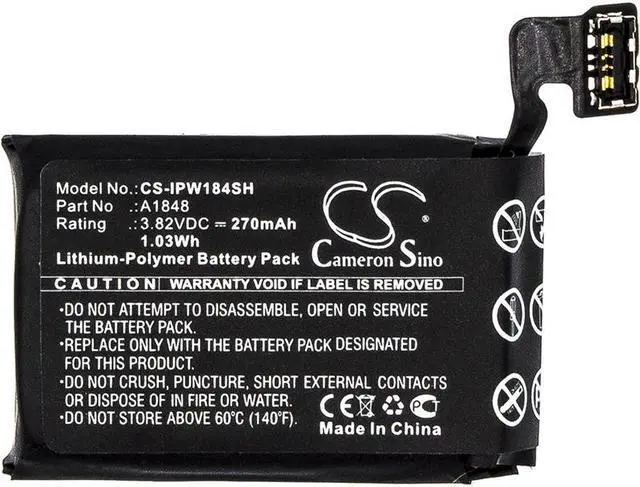 Model No.:CS-IPW184SH
Part No :A1848
Rating :3.82VDC ⎓ 270mAh
1.03Wh
Lithium-Polymer Battery Pack
CS
Cameron Sino
CAUTION WARRANTY VOID IF LABEL IS REMOVED
•DO NOT ATTEMPT TO DISASSEMBLE, OPEN OR SERVICE
THE BATTERY PACK.
•REPLACE ONLY WITH THE BATTERY PACK DESIGNATED
FOR THIS PRODUCT.
•DO NOT CRUSH, PUNCTURE, SHORT EXTERNAL CONTACTS
OR DISPOSE OF IN FIRE OR WATER.
•DO NOT STORE ABOVE 60°C (140°F).
CE FC
Made In China